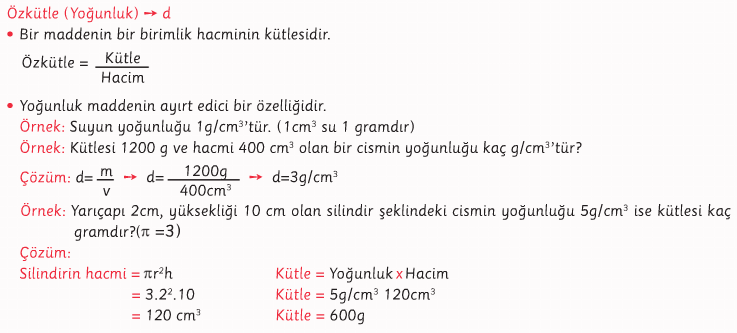 Özkütle (Yoğunluk) → d
• Bir maddenin bir birimlik hacminin kütlesidir.
Özkütle = Kütle / Hacim
• Yoğunluk maddenin ayırt edici bir özelliğidir.
Örnek: Suyun yoğunluğu 1g/cm³'tür. (1cm³ su 1 gramdır)
Örnek: Kütlesi 1200 g ve hacmi 400 cm³ olan bir cismin yoğunluğu kaç g/cm³'tür?
Çözüm: d= m / v → d= 1200g / 400cm³ → d=3g/cm³
Örnek: Yarıçapı 2cm, yüksekliği 10 cm olan silindir şeklindeki cismin yoğunluğu 5g/cm³ ise kütlesi kaç
gramdır?(π =3)
Çözüm:
Silindirin hacmi = πr²h
= 3.2².10
= 120 cm³
Kütle = Yoğunluk x Hacim
Kütle = 5g/cm³ 120cm³
Kütle = 600g